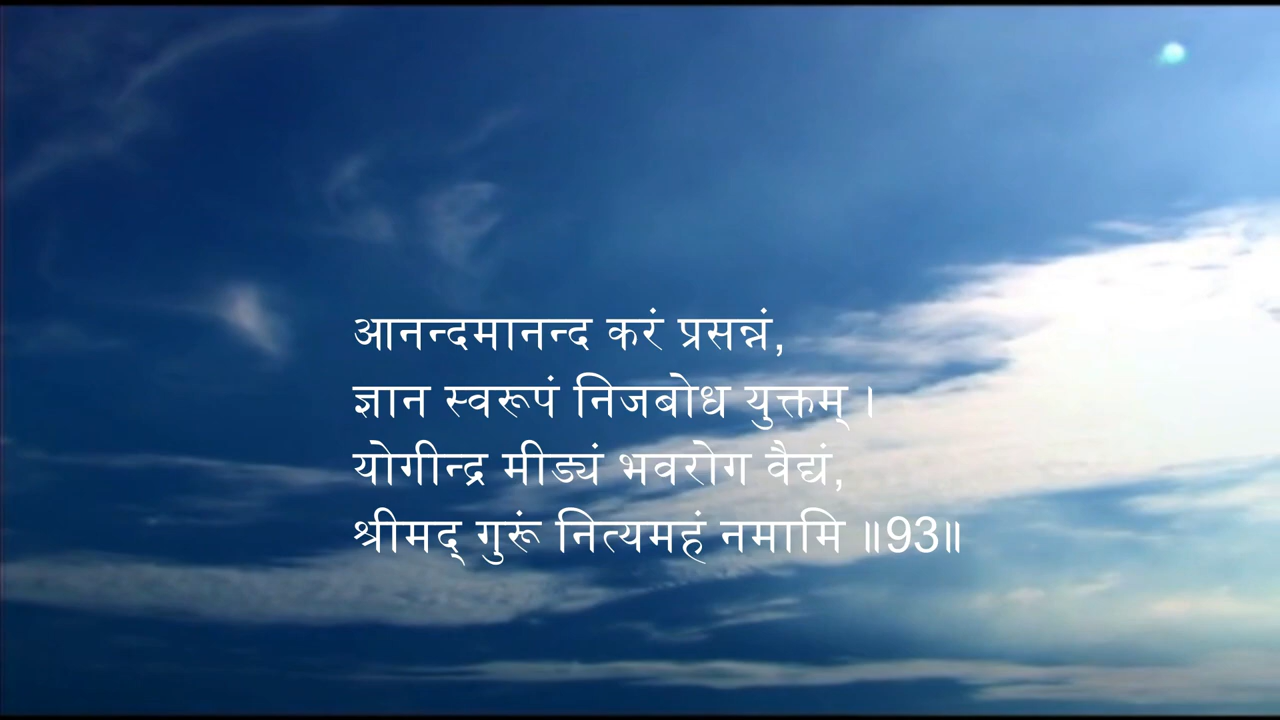 आनन्दमानन्द करं प्रसन्नं,
ज्ञान स्वरूपं निजबोध युक्तम् ।
योगीन्द्र मीड्यं भवरोग वैद्यं,
श्रीमद् गुरूं नित्यमहं नमामि ॥93॥